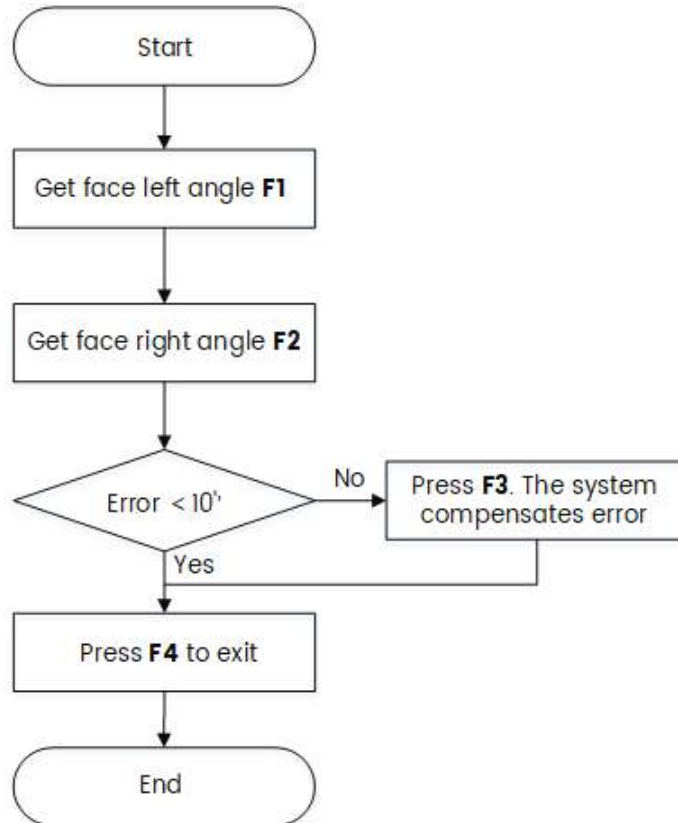 Start
Get face left angle F1
Get face right angle F2
Error < 10''
No
Press F3. The system
compensates error
Yes
Press F4 to exit
End